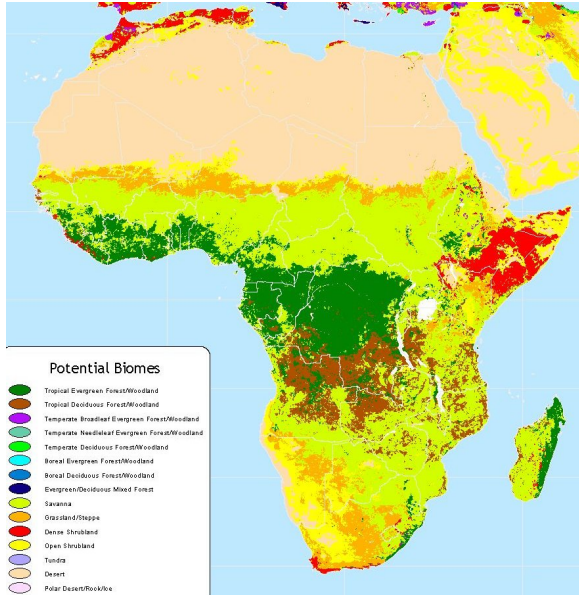 Potential Biomes
Tropical Evergreen Forest/Woodland
Tropical Deciduous Forest/Woodland
Temperate Broadleaf Evergreen Forest/Woodland
Temperate Needleleaf Evergreen Forest/Woodland
Temperate Deciduous Forest/Woodland
Boreal Evergreen Forest/Woodland
Boreal Deciduous Forest/Woodland
Evergreen/Deciduous Mixed Forest
Savanna
Grassland/Steppe
Dense Shrubland
Open Shrubland
Tundra
Desert
Polar Desert/Rock/Ice